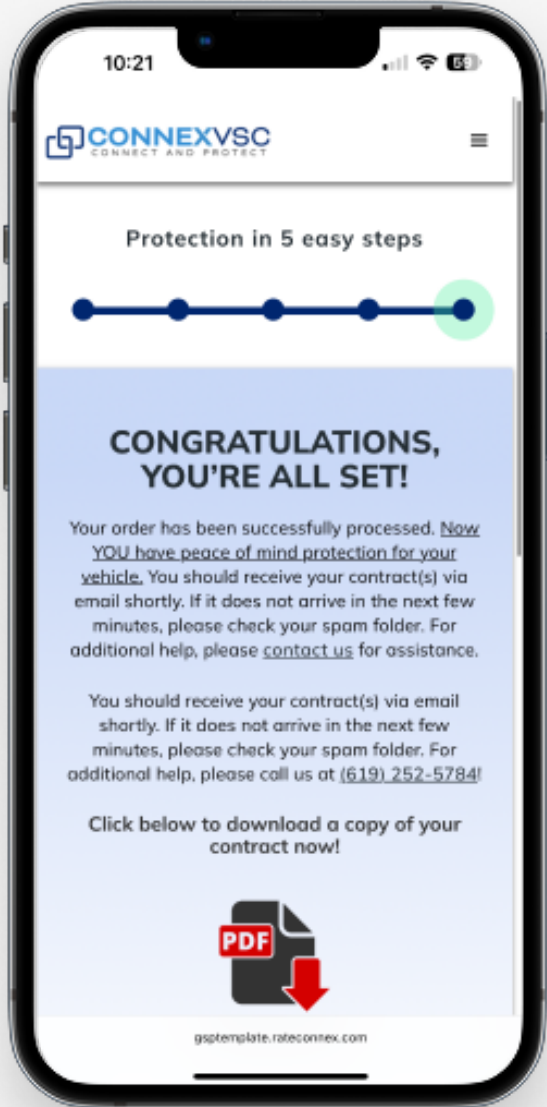 10:21
59
CONNEXVSC
CONNECT AND PROTECT
Protection in 5 easy steps
CONGRATULATIONS,
YOU'RE ALL SET!
Your order has been successfully processed. Now
YOU have peace of mind protection for your
vehicle. You should receive your contract(s) via
email shortly. If it does not arrive in the next few
minutes, please check your spam folder. For
additional help, please contact us for assistance.
You should receive your contract(s) via email
shortly. If it does not arrive in the next few
minutes, please check your spam folder. For
additional help, please call us at (619) 252-5784!
Click below to download a copy of your
contract now!
PDF
gsptemplate.rateconnex.com